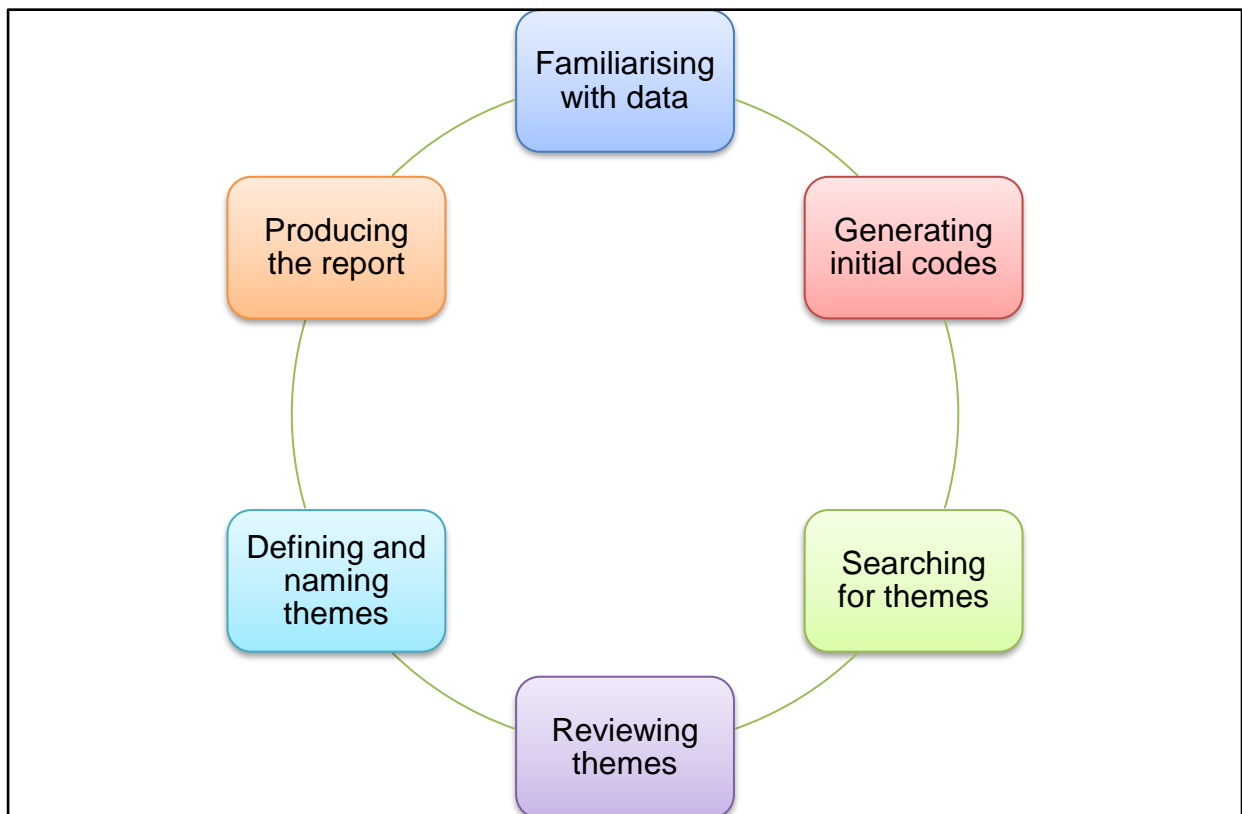 Familiarising
with data
Generating
initial codes
Searching
for themes
Reviewing
themes
Defining and
naming
themes
Producing
the report